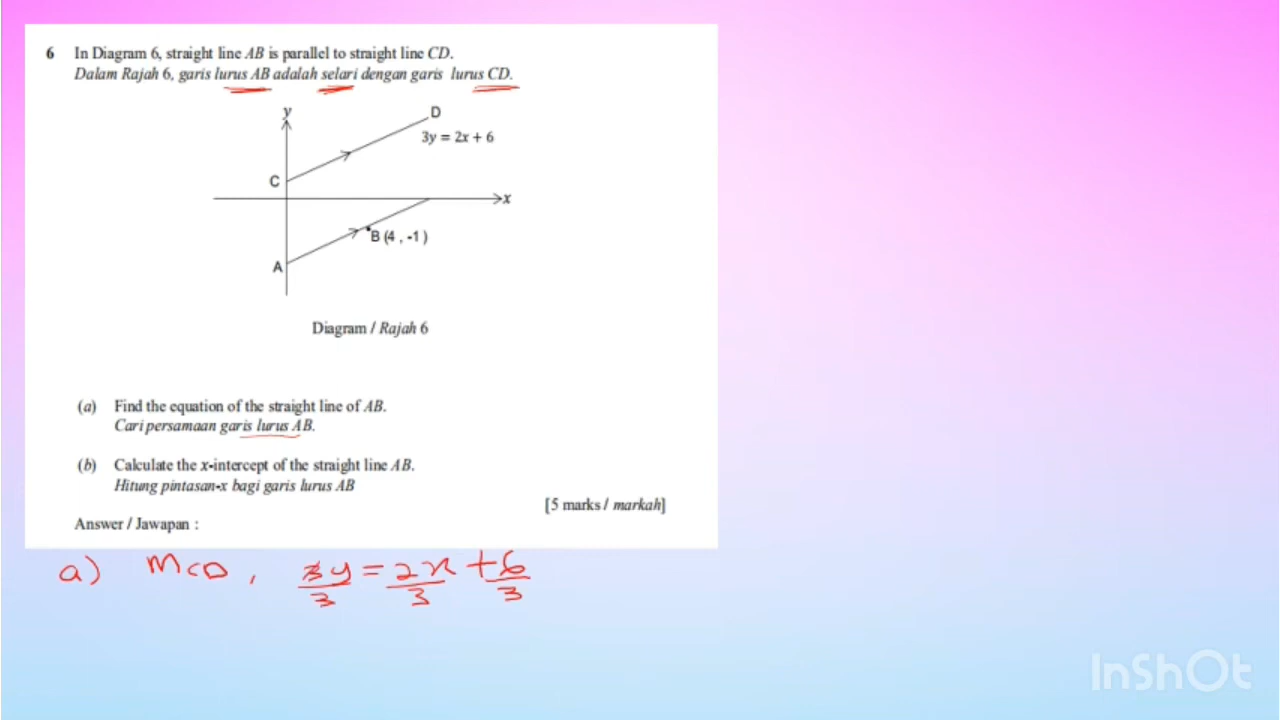 6 In Diagram 6, straight line AB is parallel to straight line CD.
Dalam Rajah 6, garis lurus AB adalah selari dengan garis lurus CD.
y
D
3y = 2x + 6
C
x
B (4 , -1 )
A
Diagram / Rajah 6
(a) Find the equation of the straight line of AB.
Cari persamaan garis lurus AB.
(b) Calculate the x-intercept of the straight line AB.
Hitung pintasan-x bagi garis lurus AB
[5 marks / markah]
Answer / Jawapan :
a) MCD , 3y/3 = 2x/3 + 6/3
InShOt